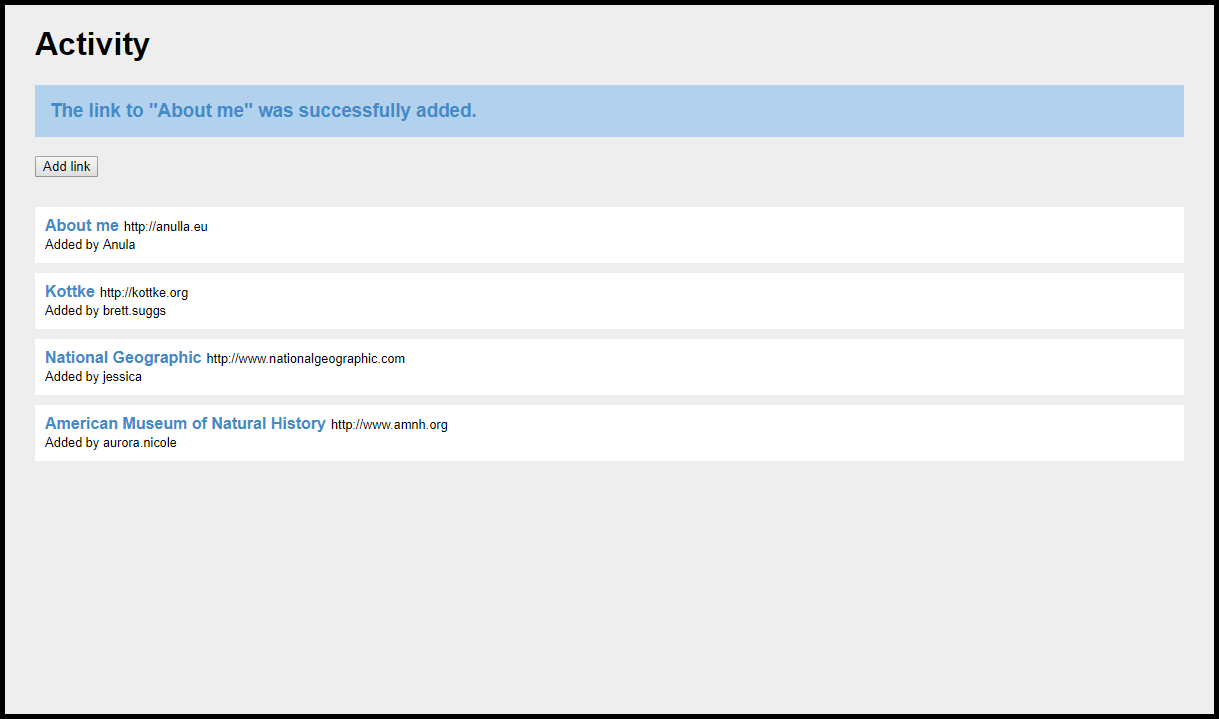 Activity
The link to "About me" was successfully added.
Add link
About me http://anulla.eu
Added by Anula
Kottke http://kottke.org
Added by brett.suggs
National Geographic http://www.nationalgeographic.com
Added by jessica
American Museum of Natural History http://www.amnh.org
Added by aurora.nicole